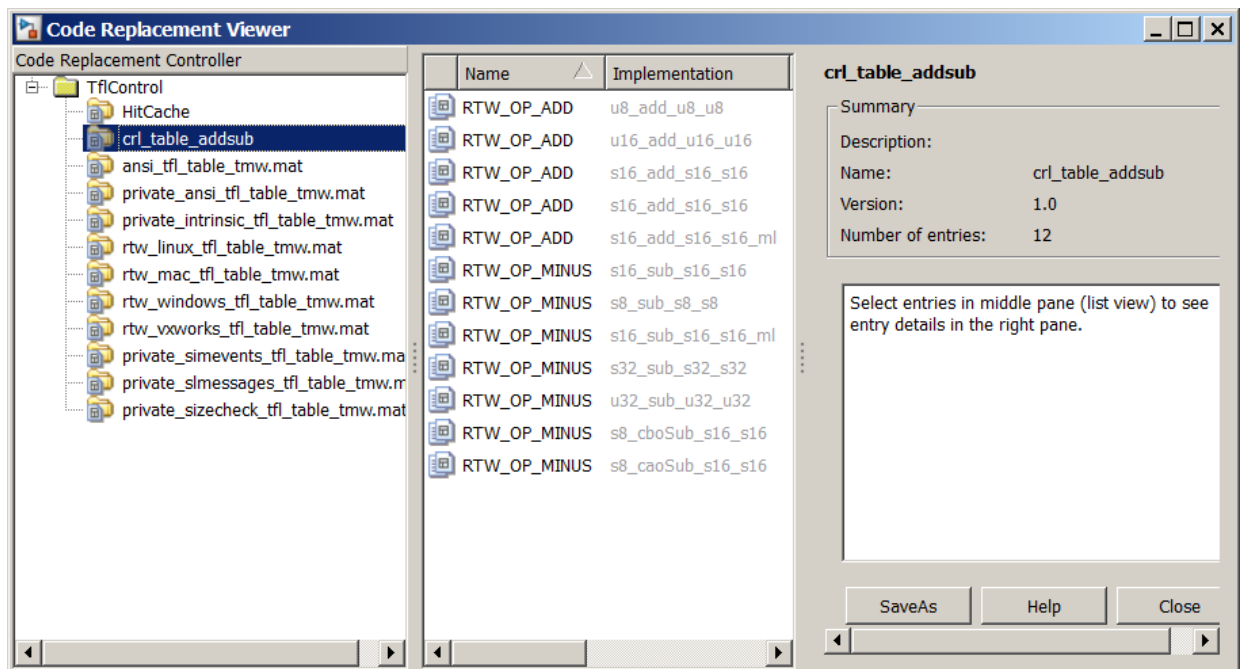 Code Replacement Viewer
Code Replacement Controller
TflControl
HitCache
crl_table_addsub
ansi_tfl_table_tmw.mat
private_ansi_tfl_table_tmw.mat
private_intrinsic_tfl_table_tmw.mat
rtw_linux_tfl_table_tmw.mat
rtw_mac_tfl_table_tmw.mat
rtw_windows_tfl_table_tmw.mat
rtw_vxworks_tfl_table_tmw.mat
private_simevents_tfl_table_tmw.ma
private_slmessages_tfl_table_tmw.m
private_sizecheck_tfl_table_tmw.mat
Name Implementation
RTW_OP_ADD u8_add_u8_u8
RTW_OP_ADD u16_add_u16_u16
RTW_OP_ADD s16_add_s16_s16
RTW_OP_ADD s16_add_s16_s16
RTW_OP_ADD s16_add_s16_s16_ml
RTW_OP_MINUS s16_sub_s16_s16
RTW_OP_MINUS s8_sub_s8_s8
RTW_OP_MINUS s16_sub_s16_s16_ml
RTW_OP_MINUS s32_sub_s32_s32
RTW_OP_MINUS u32_sub_u32_u32
RTW_OP_MINUS s8_cboSub_s16_s16
RTW_OP_MINUS s8_caoSub_s16_s16
crl_table_addsub
Summary
Description:
Name: crl_table_addsub
Version: 1.0
Number of entries: 12
Select entries in middle pane (list view) to see
entry details in the right pane.
SaveAs Help Close